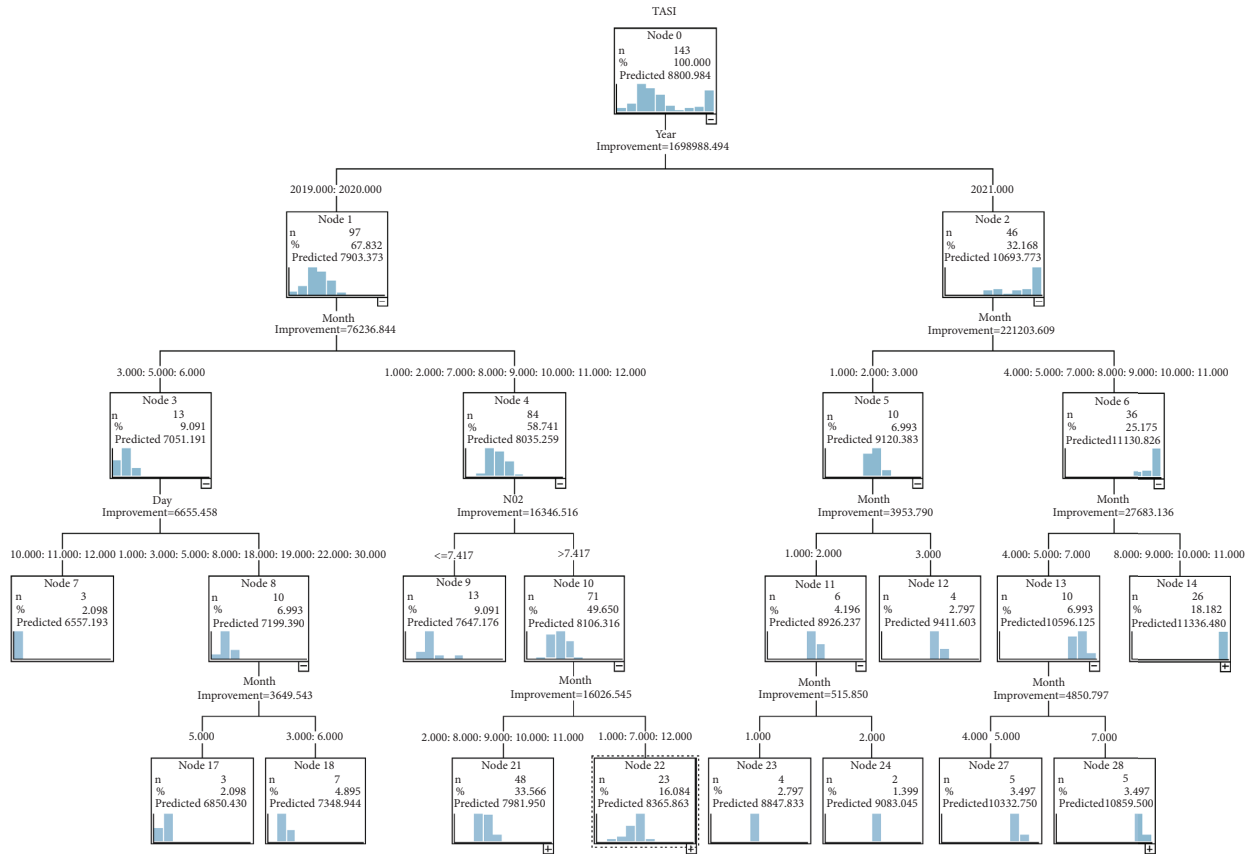 TASI
Node 0
n 143
% 100.000
Predicted 8800.984
Year
Improvement=1698988.494
2019.000: 2020.000
2021.000
Node 1
n 97
% 67.832
Predicted 7903.373
Node 2
n 46
% 32.168
Predicted 10693.773
Month
Improvement=76236.844
Month
Improvement=221203.609
3.000: 5.000: 6.000
1.000: 2.000: 7.000: 8.000: 9.000: 10.000: 11.000: 12.000
1.000: 2.000: 3.000
4.000: 5.000: 7.000: 8.000: 9.000: 10.000: 11.000
Node 3
n 13
% 9.091
Predicted 7051.191
Node 4
n 84
% 58.741
Predicted 8035.259
Node 5
n 10
% 6.993
Predicted 9120.383
Node 6
n 36
% 25.175
Predicted11130.826
Day
Improvement=6655.458
N02
Improvement=16346.516
Month
Improvement=3953.790
Month
Improvement=27683.136
10.000: 11.000: 12.000
1.000: 3.000: 5.000: 8.000: 18.000: 19.000: 22.000: 30.000
<=7.417
>7.417
1.000: 2.000
3.000
4.000: 5.000: 7.000
8.000: 9.000: 10.000: 11.000
Node 7
n 3
% 2.098
Predicted 6557.193
Node 8
n 10
% 6.993
Predicted 7199.390
Node 9
n 13
% 9.091
Predicted 7647.176
Node 10
n 71
% 49.650
Predicted 8106.316
Node 11
n 6
% 4.196
Predicted 8926.237
Node 12
n 4
% 2.797
Predicted 9411.603
Node 13
n 10
% 6.993
Predicted10596.125
Node 14
n 26
% 18.182
Predicted11336.480
Month
Improvement=3649.543
Month
Improvement=16026.545
Month
Improvement=515.850
Month
Improvement=4850.797
5.000
3.000: 6.000
2.000: 8.000: 9.000: 10.000: 11.000
1.000: 7.000: 12.000
1.000
2.000
4.000 :5.000
7.000
Node 17
n 3
% 2.098
Predicted 6850.430
Node 18
n 7
% 4.895
Predicted 7348.944
Node 21
n 48
% 33.566
Predicted 7981.950
Node 22
n 23
% 16.084
Predicted 8365.863
Node 23
n 4
% 2.797
Predicted 8847.833
Node 24
n 2
% 1.399
Predicted 9083.045
Node 27
n 5
% 3.497
Predicted10332.750
Node 28
n 5
% 3.497
Predicted10859.500